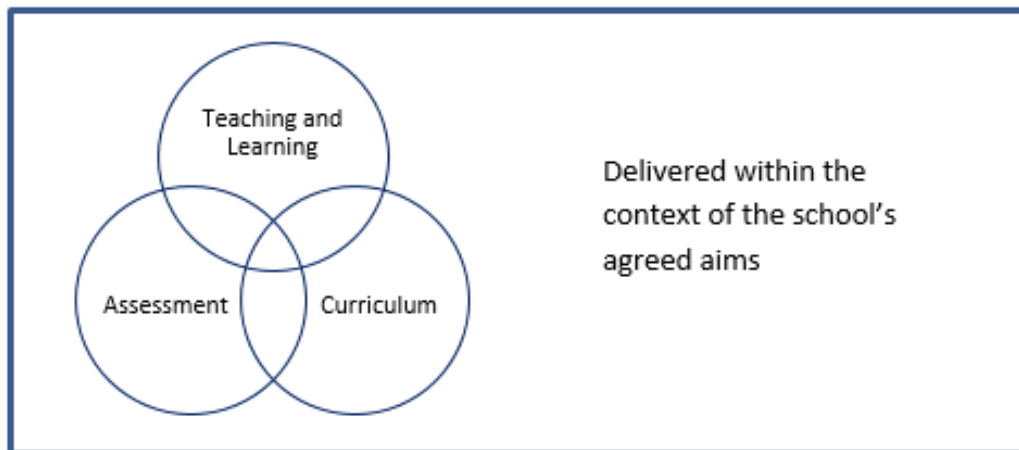 Teaching and
Learning
Assessment
Curriculum
Delivered within the
context of the school’s
agreed aims